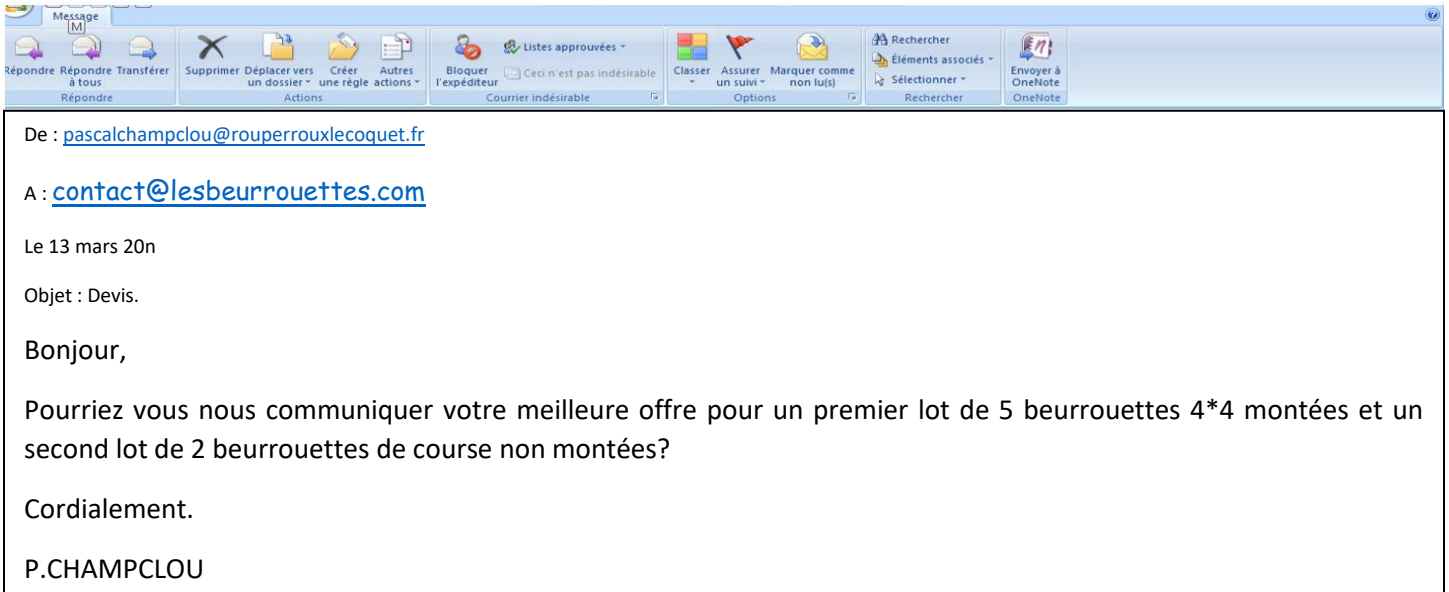 Message
M
Répondre Répondre à tous Transférer
Répondre
Supprimer Déplacer vers un dossier Créer une règle Autres actions
Actions
Bloquer l'expéditeur Listes approuvées
Ceci n'est pas indésirable
Courrier indésirable
Classer Assurer un suivi Marquer comme non lu(s)
Options
Rechercher
Éléments associés
Sélectionner
Rechercher
Envoyer à OneNote
OneNote
De : pascalchampclou@rouperrouxlecoquet.fr
A : contact@lesbeurrouettes.com
Le 13 mars 20n
Objet : Devis.
Bonjour,
Pourriez vous nous communiquer votre meilleure offre pour un premier lot de 5 beurrouettes 4*4 montées et un
second lot de 2 beurrouettes de course non montées?
Cordialement.
P.CHAMPCLOU